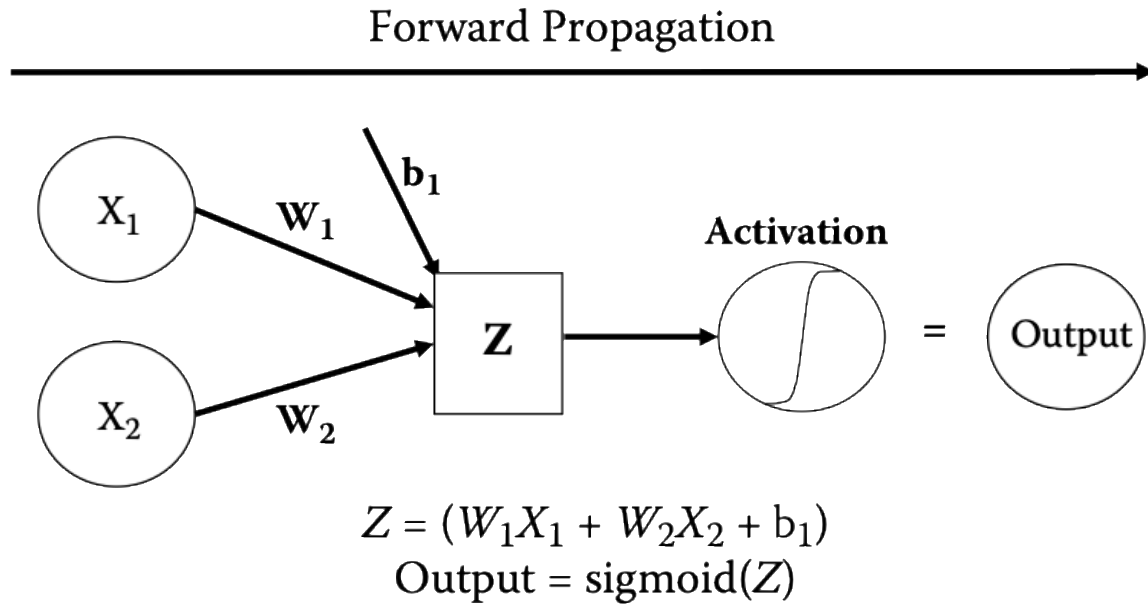 Forward Propagation
b₁
X₁
W₁
Activation
Z
=
Output
X₂
W₂
Z = (W₁X₁ + W₂X₂ + b₁)
Output = sigmoid(Z)